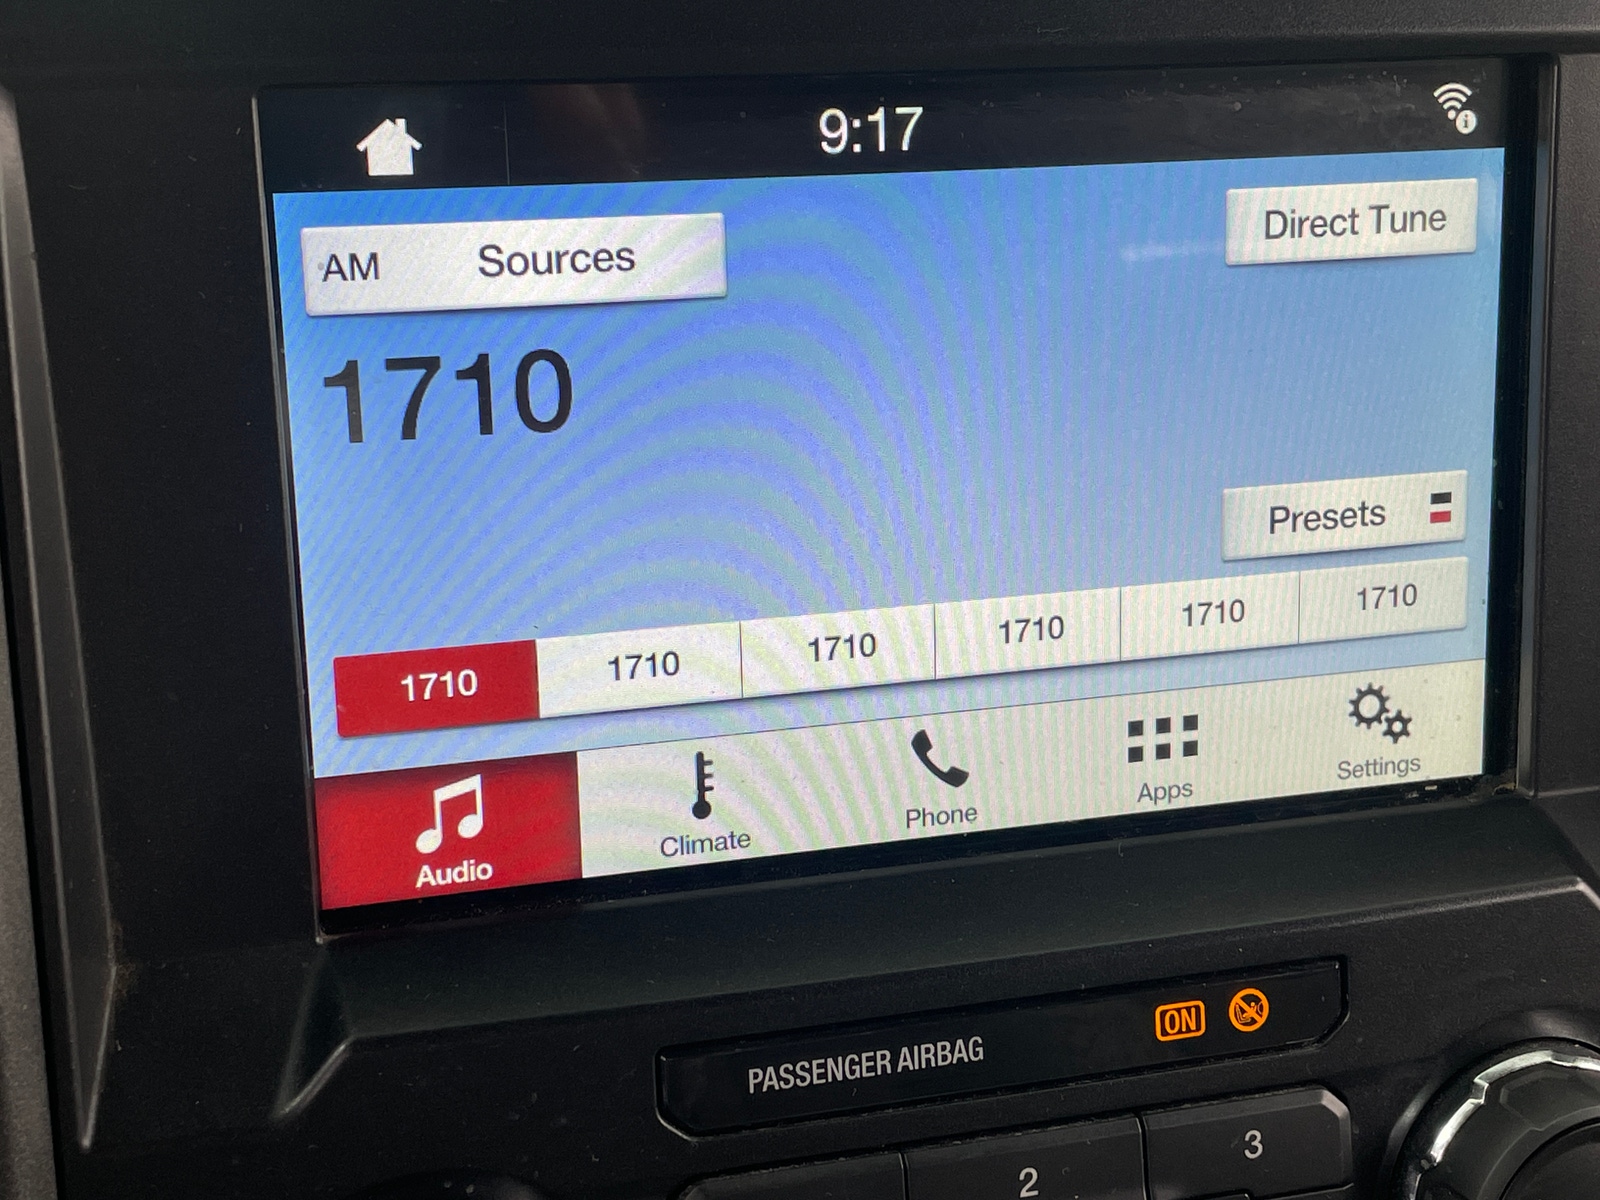 9:17
AM Sources
Direct Tune
1710
Presets
1710 1710 1710 1710 1710 1710
Audio Climate Phone Apps Settings
PASSENGER AIRBAG ON
2 3